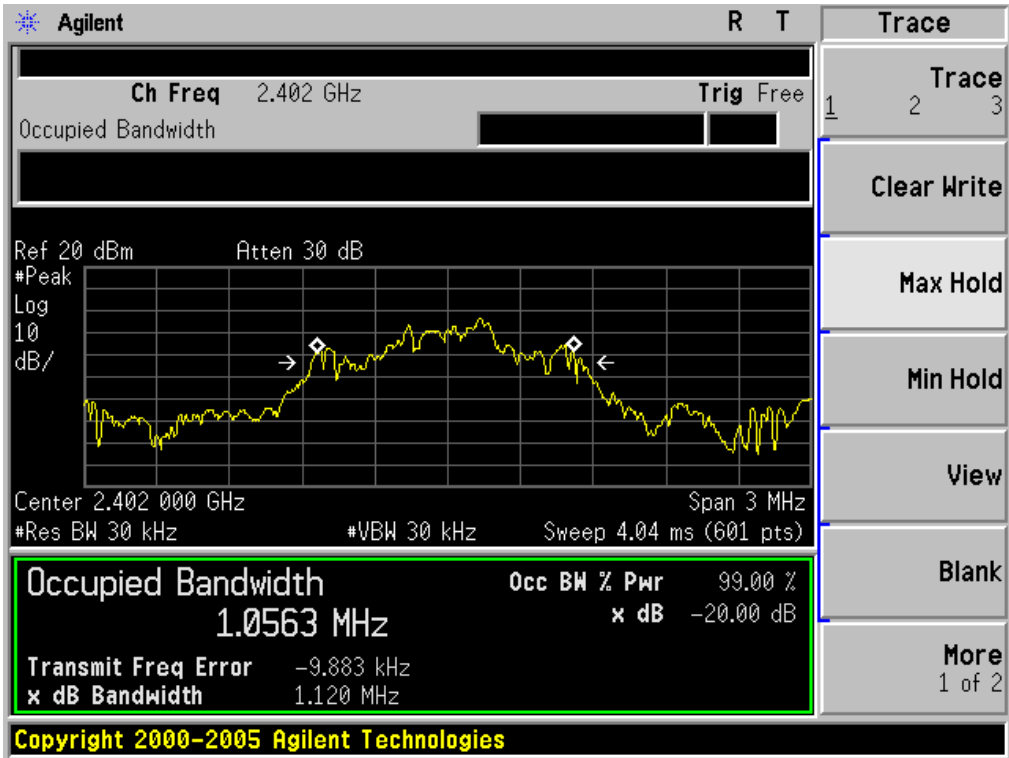 Agilent R T
Ch Freq 2.402 GHz Trig Free
Occupied Bandwidth
Ref 20 dBm Atten 30 dB
#Peak
Log
10
dB/
Center 2.402 000 GHz Span 3 MHz
#Res BW 30 kHz #VBW 30 kHz Sweep 4.04 ms (601 pts)
Occupied Bandwidth Occ BW % Pwr 99.00 %
1.0563 MHz x dB -20.00 dB
Transmit Freq Error -9.883 kHz
x dB Bandwidth 1.120 MHz
Copyright 2000-2005 Agilent Technologies
Trace
Trace
1 2 3
Clear Write
Max Hold
Min Hold
View
Blank
More
1 of 2